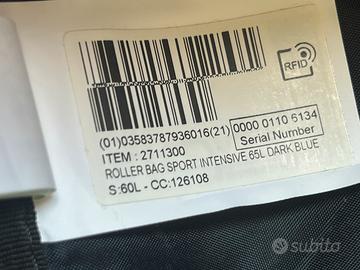 RFID
(01)03583787936016(21) 0000 0110 6134
Serial Number
ITEM : 2711300
ROLLER BAG SPORT INTENSIVE 65L DARK BLUE
S:60L - CC:126108
subito